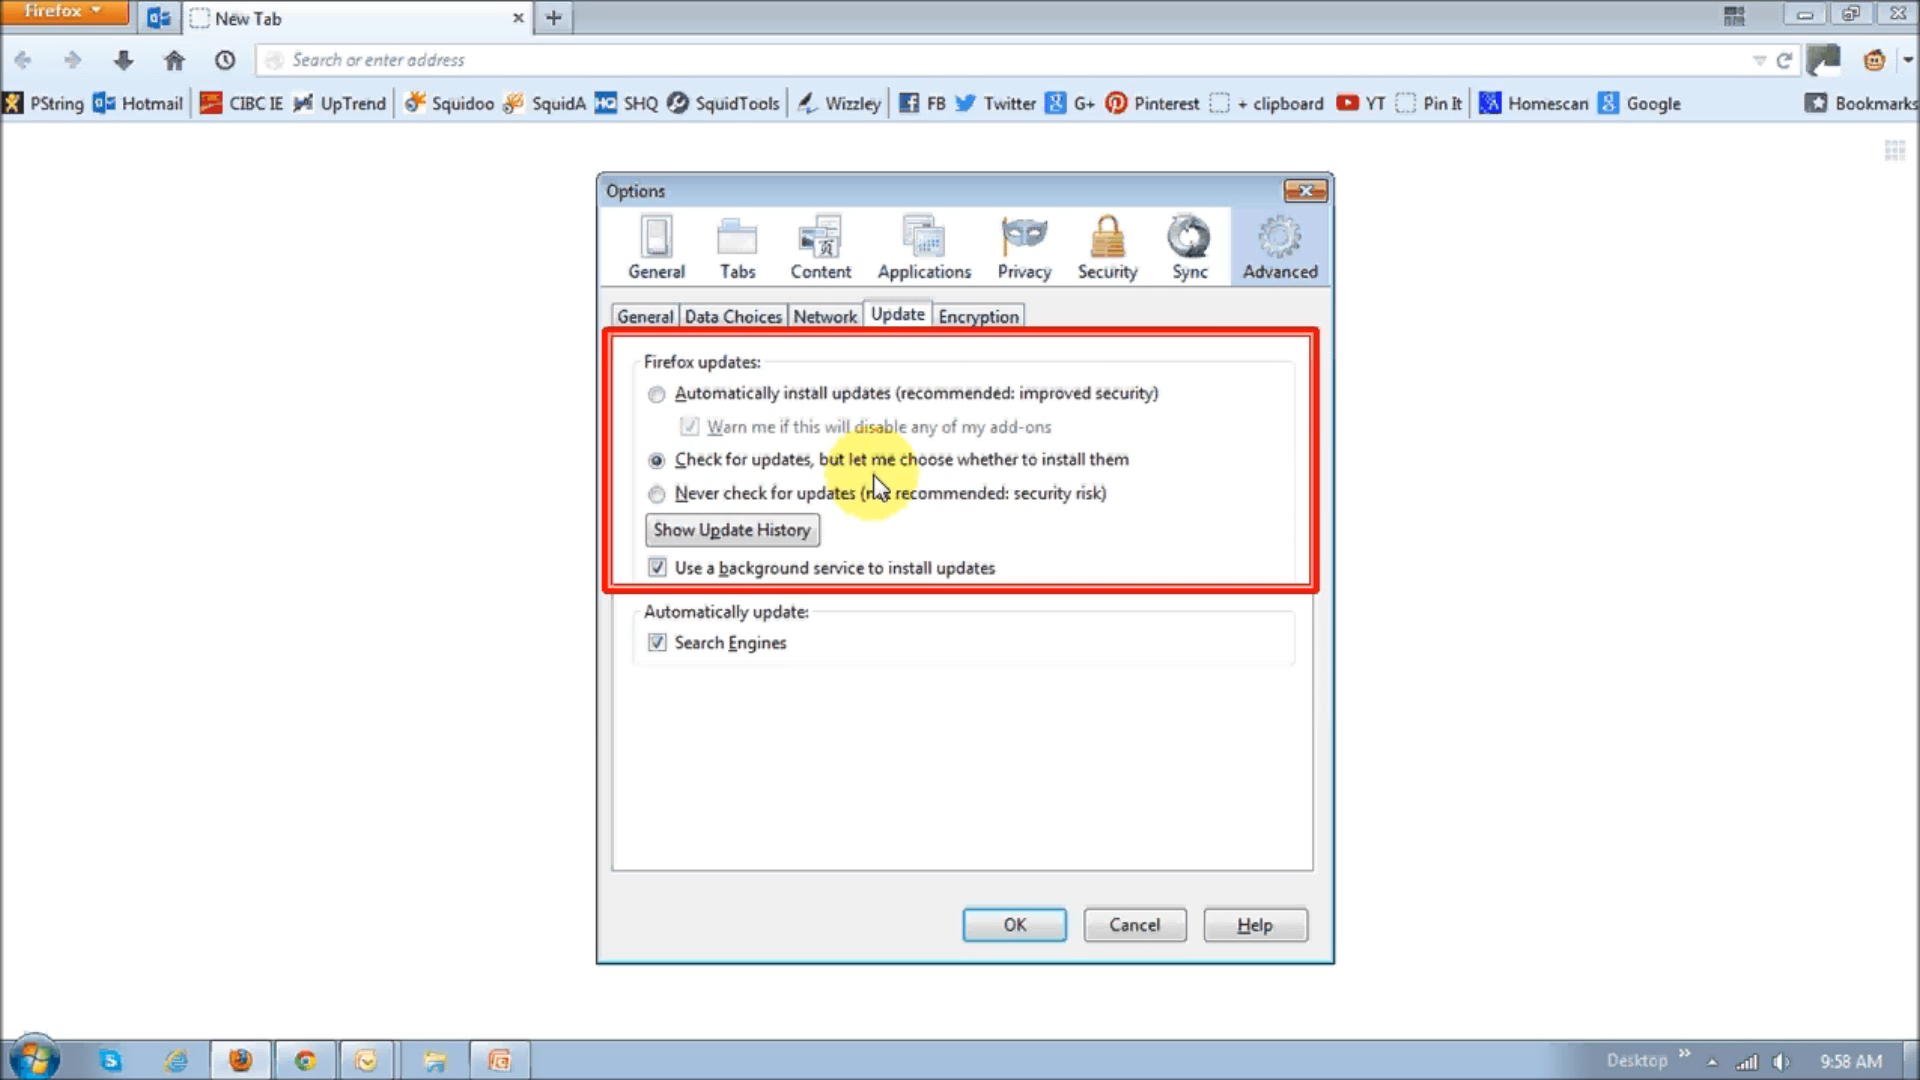 Firefox
New Tab
Search or enter address
PString Hotmail CIBC IE UpTrend Squidoo SquidA SHQ SquidTools Wizzley FB Twitter G+ Pinterest + clipboard YT Pin It Homescan Google Bookmarks
Options
General Tabs Content Applications Privacy Security Sync Advanced
General Data Choices Network Update Encryption
Firefox updates:
Automatically install updates (recommended: improved security)
Warn me if this will disable any of my add-ons
Check for updates, but let me choose whether to install them
Never check for updates ( recommended: security risk)
Show Update History
Use a background service to install updates
Automatically update:
Search Engines
OK Cancel Help
Desktop 9:58 AM